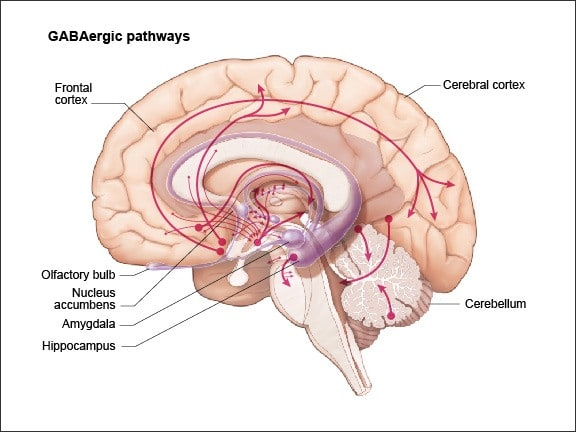 GABAergic pathways
Frontal
cortex
Cerebral cortex
Olfactory bulb
Nucleus
accumbens
Amygdala
Hippocampus
Cerebellum